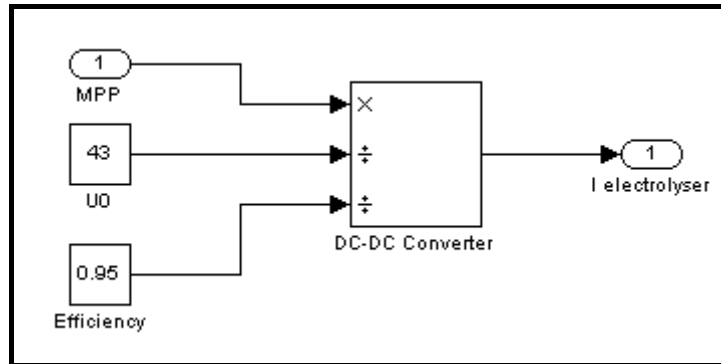 1
MPP
43
U0
0.95
Efficiency
×
÷
÷
DC-DC Converter
1
I electrolyser